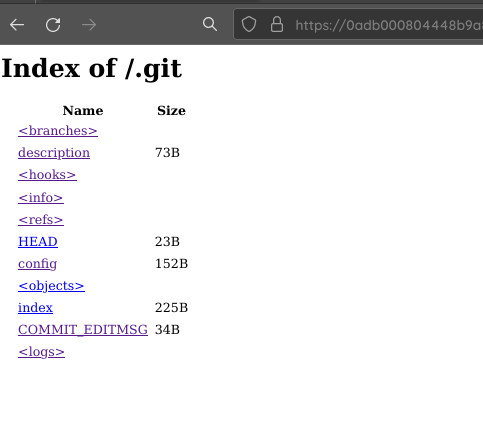 https://0adb000804448b9a8
Index of /.git
Name Size
<branches>
description 73B
<hooks>
<info>
<refs>
HEAD 23B
config 152B
<objects>
index 225B
COMMIT_EDITMSG 34B
<logs>